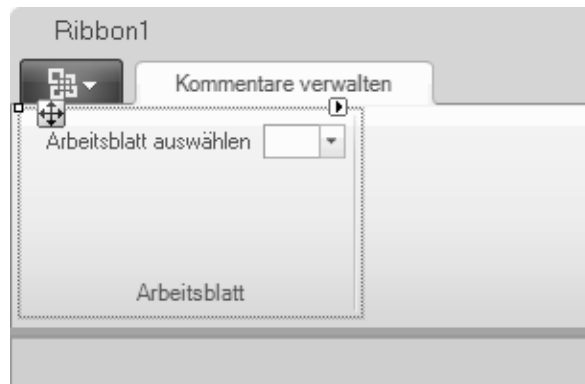 Ribbon1
Kommentare verwalten
Arbeitsblatt auswählen
Arbeitsblatt